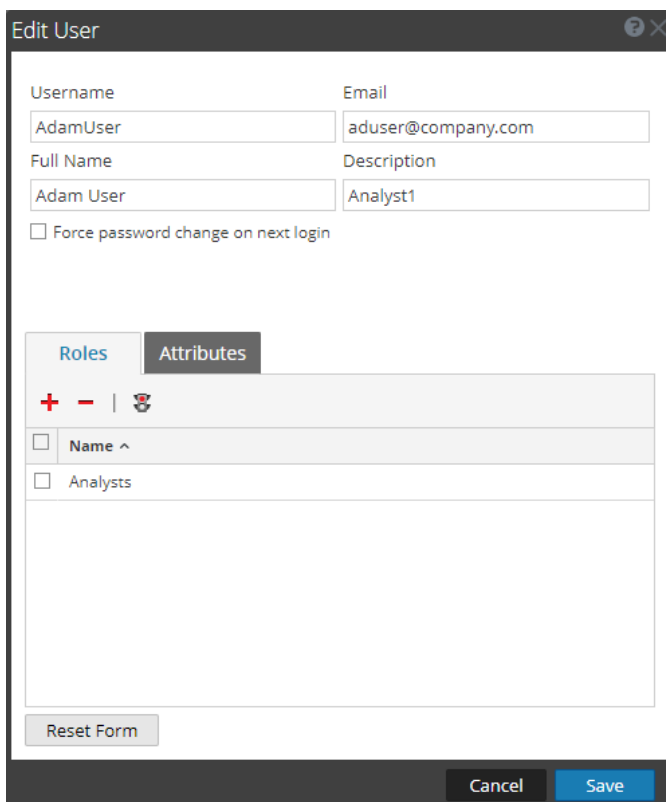 Edit User
Username Email
AdamUser aduser@company.com
Full Name Description
Adam User Analyst1
Force password change on next login
Roles Attributes
Name
Analysts
Reset Form
Cancel Save